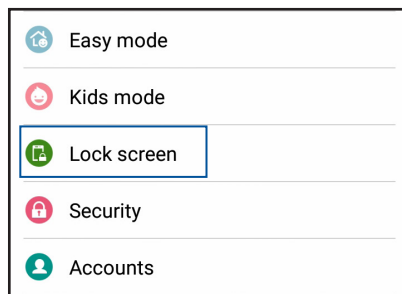 Easy mode
Kids mode
Lock screen
Security
Accounts